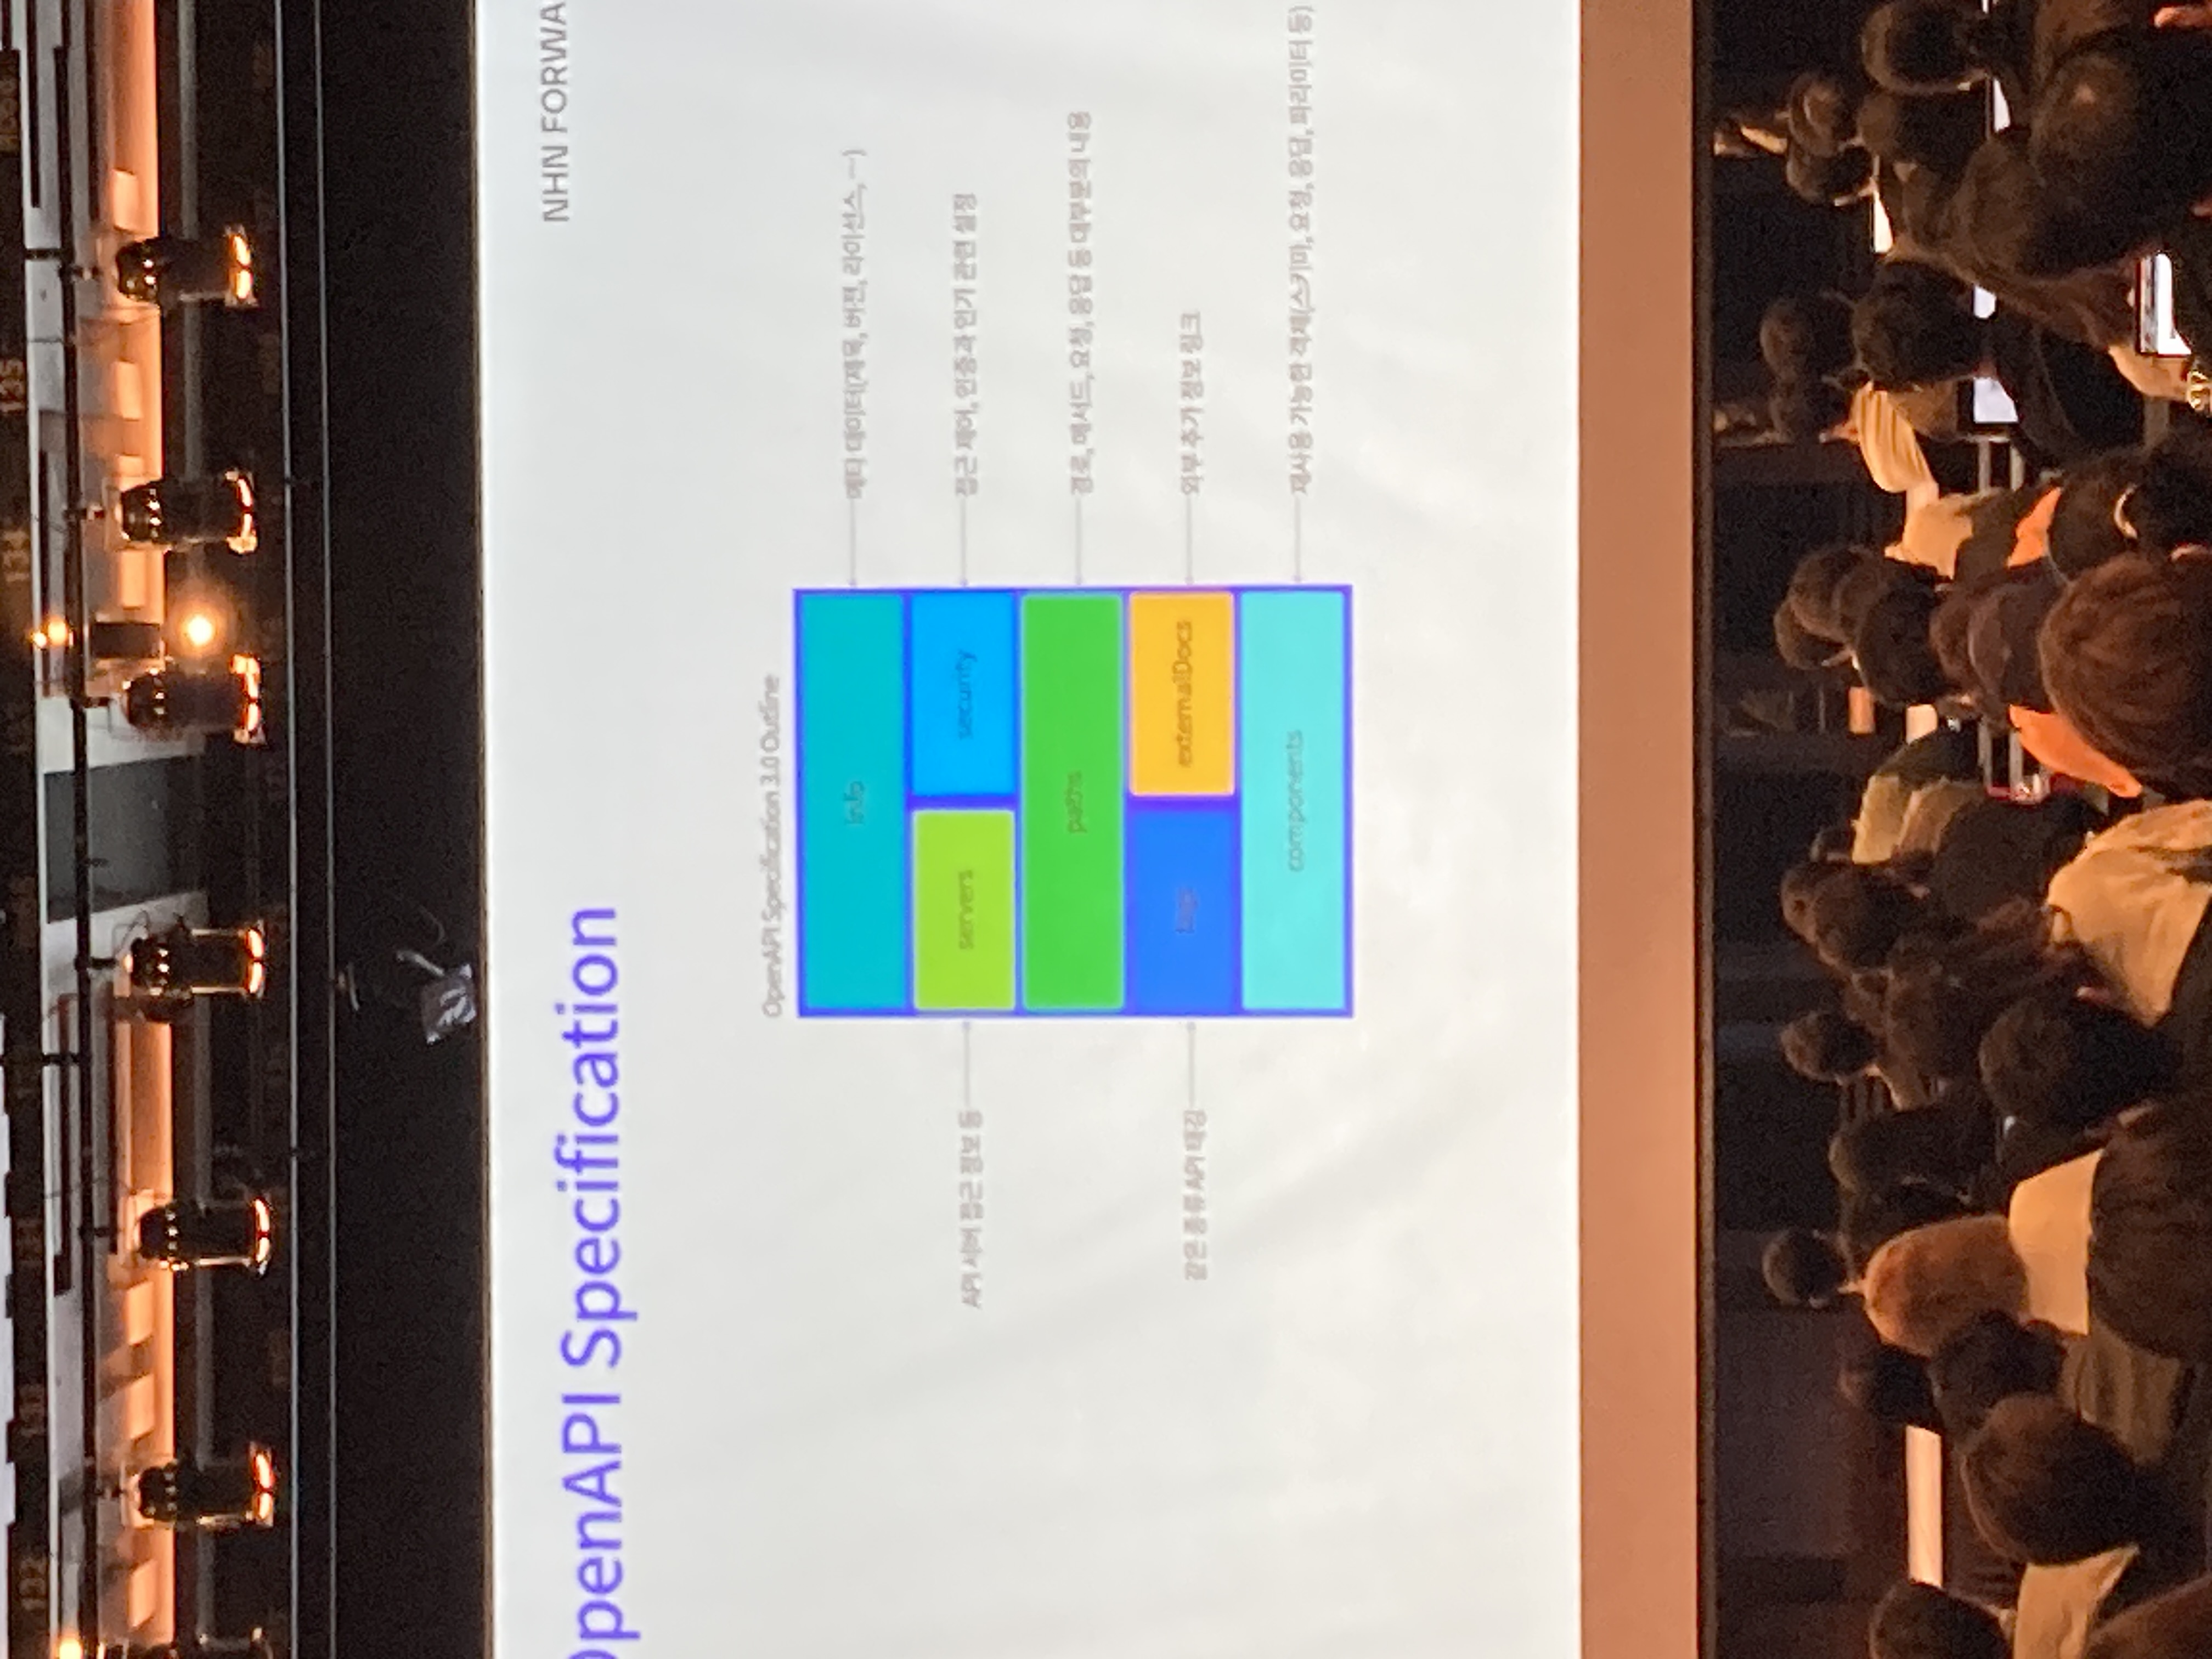 132
134
135
OpenAPI Specification
NHN FORWA
OpenAPI Specification 3.0 Outline
info
메타 데이터(제목, 버젼, 라이선스, …)
API 서버 접근 정보 등
servers
security
접근 제어, 인증과 인가 관련 설정
paths
경로, 메서드, 요청, 응답 등 대부분의 내용
같은 종류 API 태깅
tags
externalDocs
외부 추가 정보 링크
components
재사용 가능한 객체(스키마, 요청, 응답, 파라미터 등)